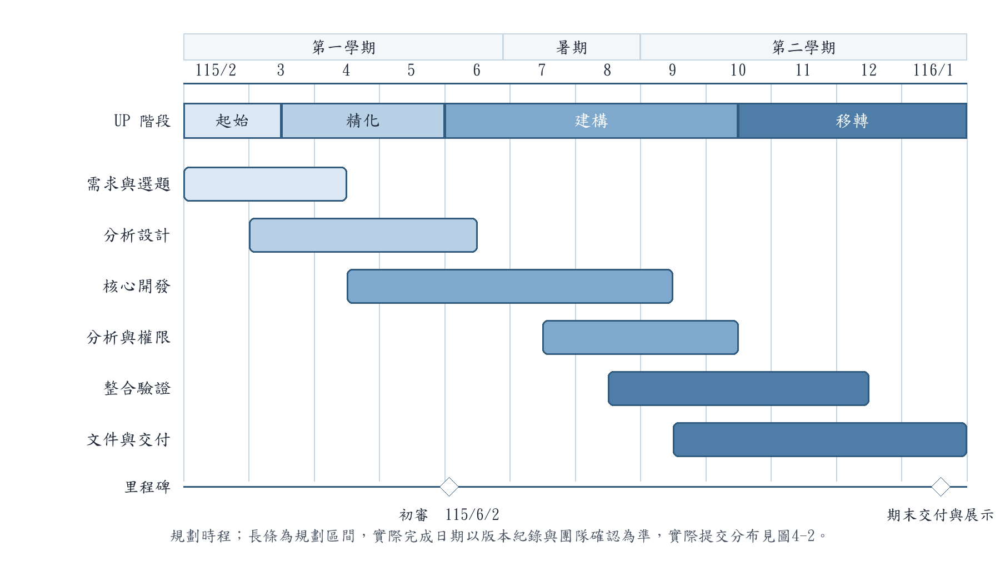 第一學期 暑期 第二學期
115/2 3 4 5 6 7 8 9 10 11 12 116/1
UP 階段 起始 精化 建構 移轉
需求與選題
分析設計
核心開發
分析與權限
整合驗證
文件與交付
里程碑
初審 115/6/2 期末交付與展示
規劃時程；長條為規劃區間，實際完成日期以版本紀錄與團隊確認為準，實際提交分布見圖4-2。